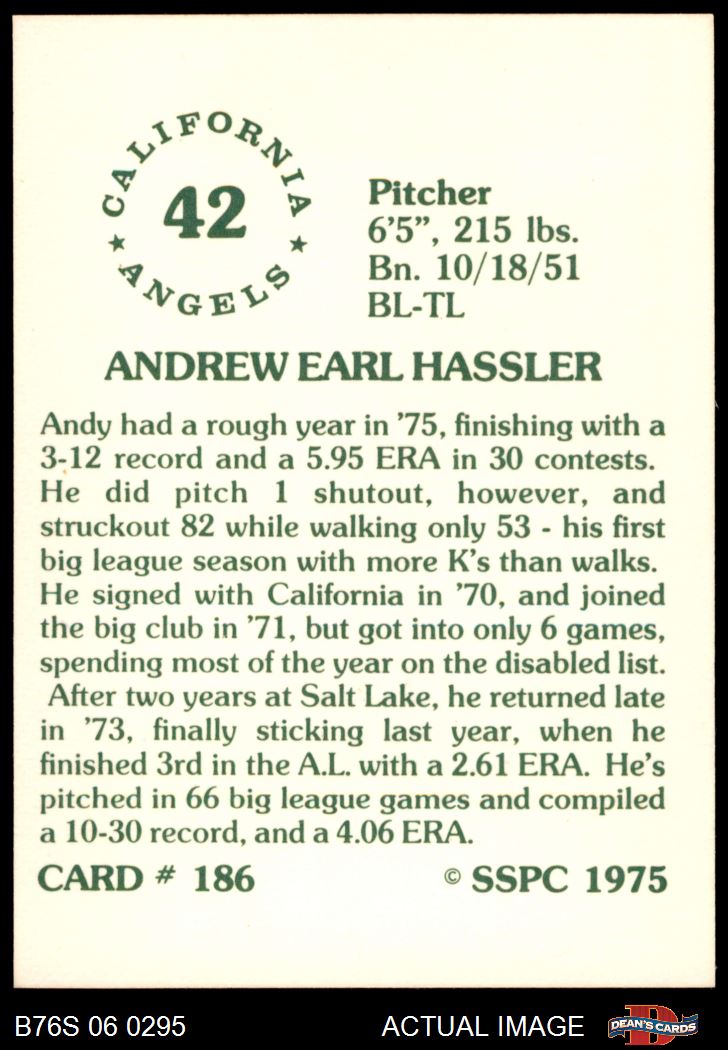 CALIFORNIA
42
★ ANGELS ★
Pitcher
6'5”, 215 lbs.
Bn. 10/18/51
BL-TL
ANDREW EARL HASSLER
Andy had a rough year in '75, finishing with a
3-12 record and a 5.95 ERA in 30 contests.
He did pitch 1 shutout, however, and
struckout 82 while walking only 53 - his first
big league season with more K's than walks.
He signed with California in '70, and joined
the big club in '71, but got into only 6 games,
spending most of the year on the disabled list.
After two years at Salt Lake, he returned late
in '73, finally sticking last year, when he
finished 3rd in the A.L. with a 2.61 ERA. He's
pitched in 66 big league games and compiled
a 10-30 record, and a 4.06 ERA.
CARD # 186 © SSPC 1975
B76S 06 0295 ACTUAL IMAGE D DEAN'S CARDS